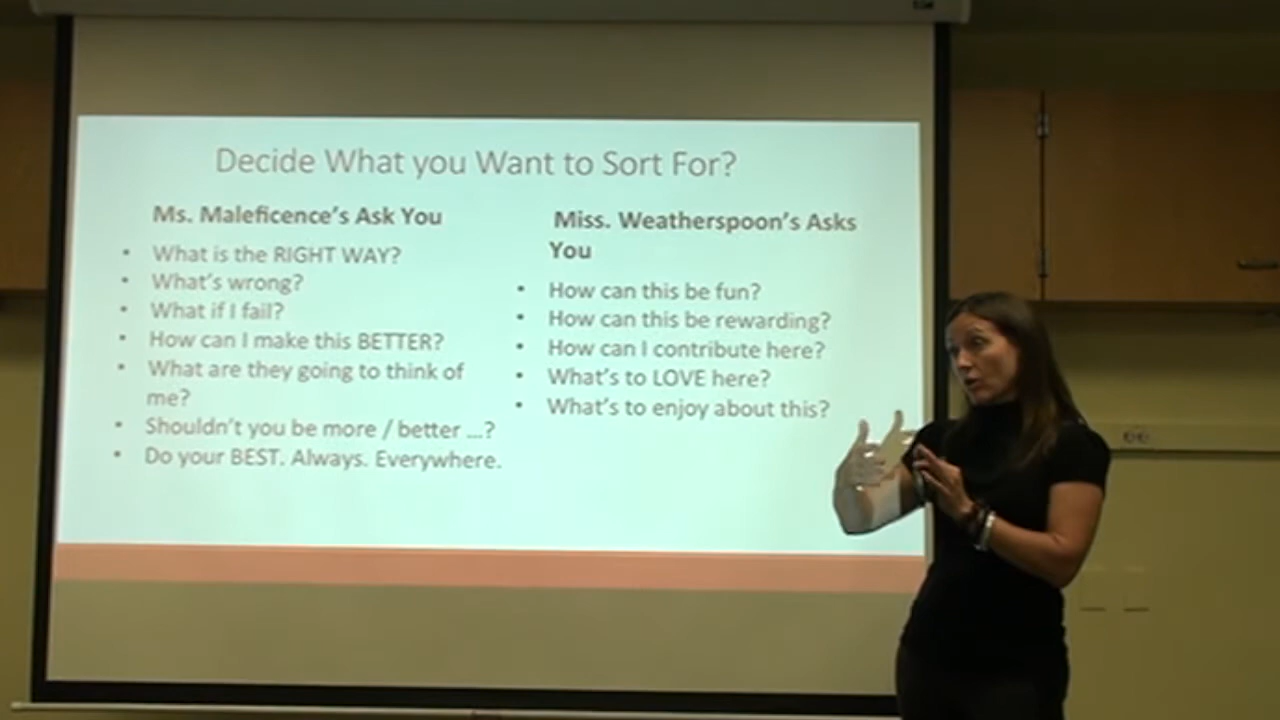 Decide What you Want to Sort For?
Ms. Maleficence's Ask You
• What is the RIGHT WAY?
• What's wrong?
• What if I fail?
• How can I make this BETTER?
• What are they going to think of
me?
• Shouldn't you be more / better ...?
• Do your BEST. Always. Everywhere.
Miss. Weatherspoon's Asks
You
• How can this be fun?
• How can this be rewarding?
• How can I contribute here?
• What's to LOVE here?
• What's to enjoy about this?